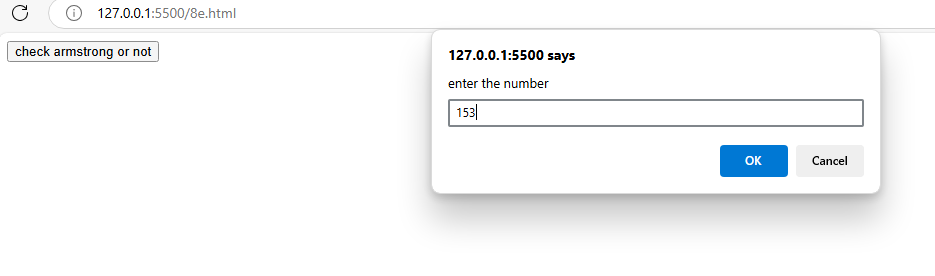 127.0.0.1:5500/8e.html
check armstrong or not
127.0.0.1:5500 says
enter the number
153
OK Cancel